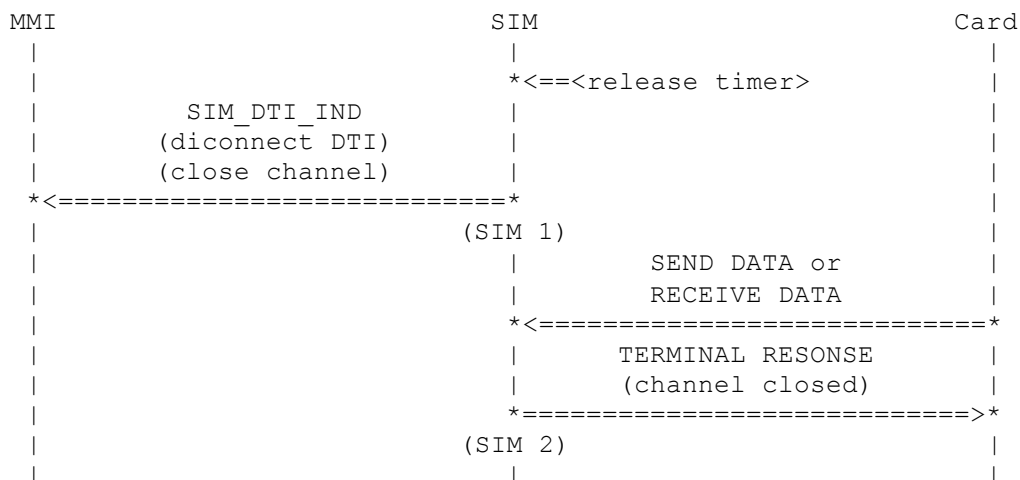 MMI SIM Card
| | |
| *<==<release timer> |
| SIM_DTI_IND | |
| (diconnect DTI) | |
| (close channel) | |
*<============================* |
| (SIM 1) |
| | SEND DATA or |
| | RECEIVE DATA |
| *<============================*
| | TERMINAL RESONSE |
| | (channel closed) |
| *============================>*
| (SIM 2) |
| | |